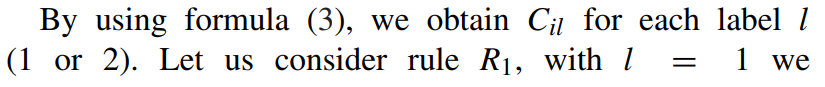 By using formula (3), we obtain C_{il} for each label l
(1 or 2). Let us consider rule R_1, with l = 1 we